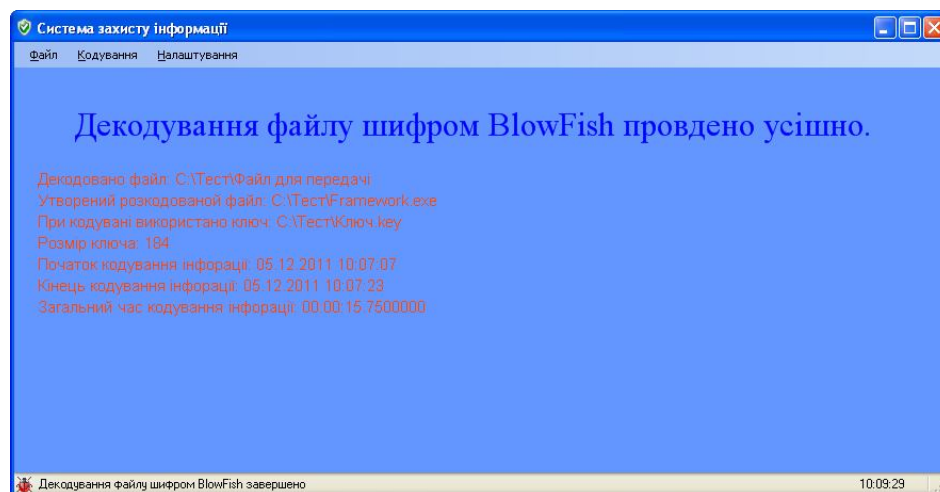 Система захисту інформації
Файл Кодування Налаштування
Декодування файлу шифром BlowFish провдено усішно.
Декодовано файл: C:\Тест\Файл для передачі
Утворений розкодованой файл: C:\Тест\Framework.exe
При кодувані використано ключ: C:\Тест\Ключ.key
Розмір ключа: 184
Початок кодування інфорації: 05.12.2011 10:07:07
Кінець кодування інфорації: 05.12.2011 10:07:23
Загальний час кодування інфорації: 00:00:15.7500000
Декодування файлу шифром BlowFish завершено 10:09:29